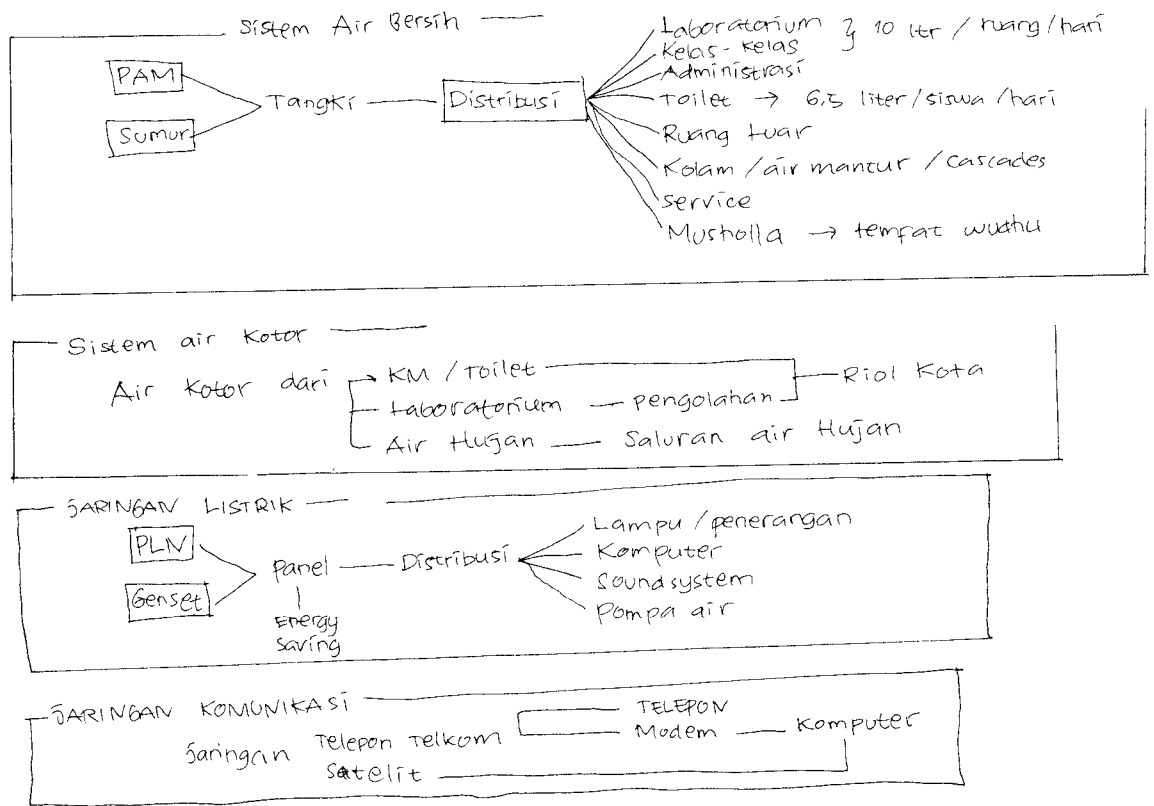 Sistem Air Bersih
PAM
Sumur
Tangki
Distribusi
Laboratorium
Kelas-Kelas
} 10 ltr / ruang / hari
Administrasi
Toilet → 6,5 liter/siswa/hari
Ruang luar
Kolam / air mancur / cascades
Service
Musholla → tempat wudhu
Sistem air Kotor
Air Kotor dari
KM / Toilet
Laboratorium
pengolahan
Riol Kota
Air Hujan
Saluran air Hujan
JARINGAN LISTRIK
PLN
Genset
Panel
Energy
Saving
Distribusi
Lampu / penerangan
Komputer
Soundsystem
Pompa air
JARINGAN KOMUNIKASI
Jaringan Telepon Telkom
Satelit
TELEPON
Modem
Komputer